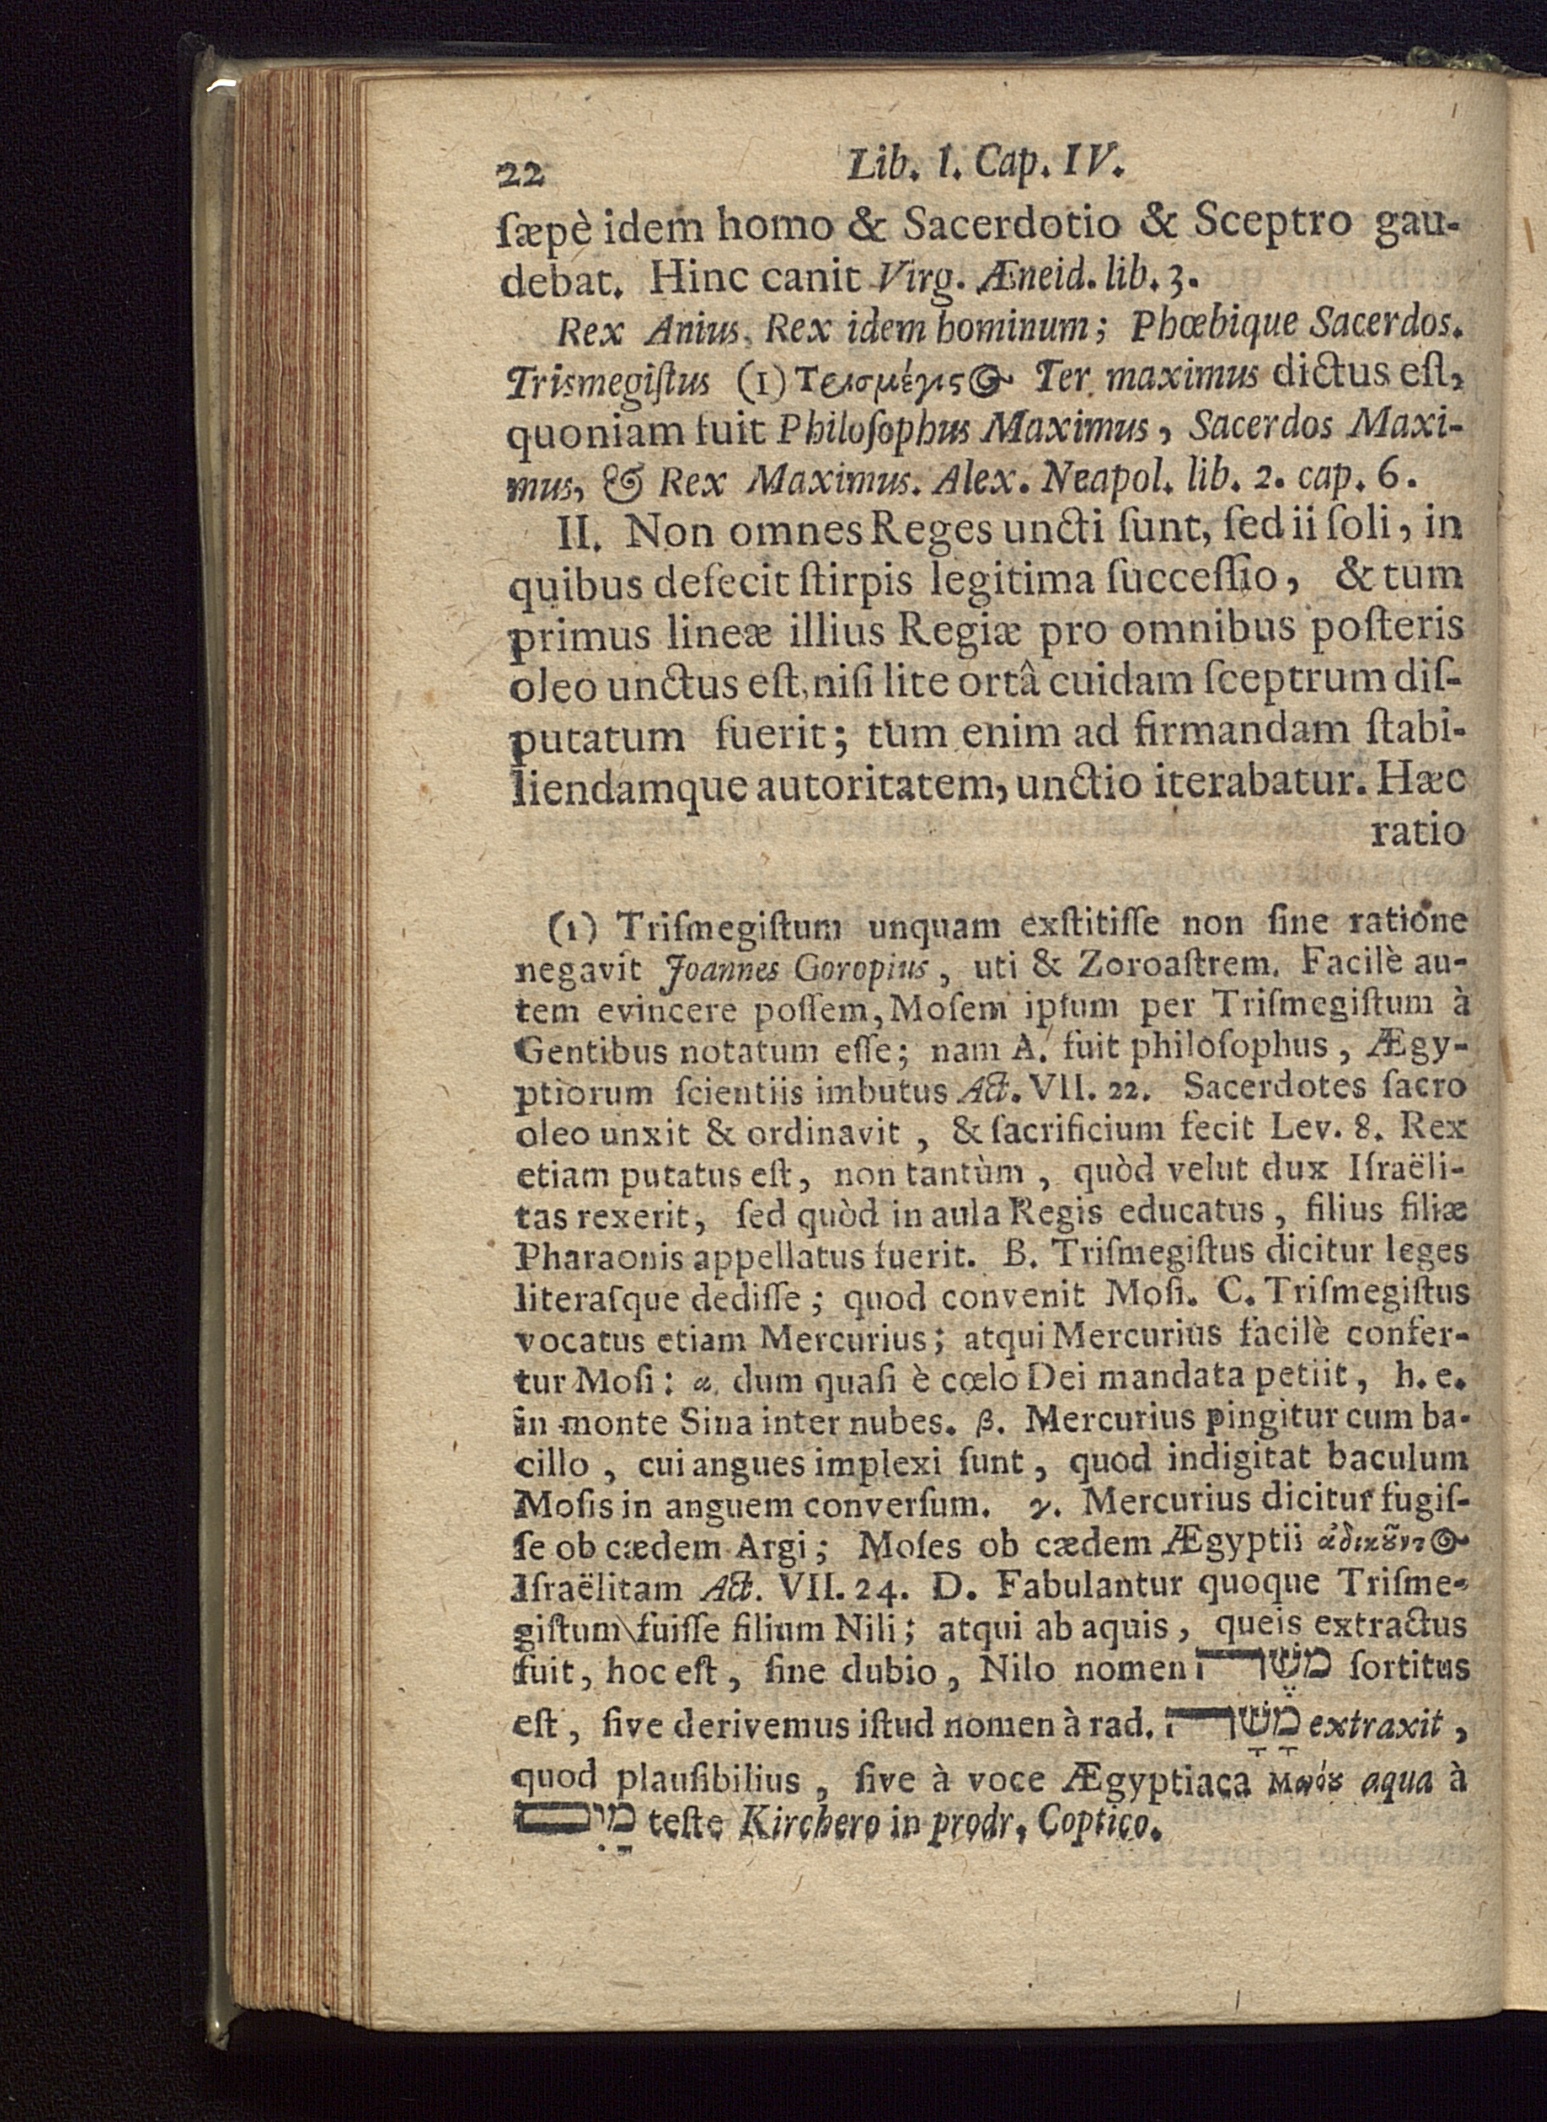 22 Lib. I. Cap. IV.
ſæpè idem homo & Sacerdotio & Sceptro gau-
debat. Hinc canit Virg. Æneid. lib. 3.
Rex Anius, Rex idem hominum; Phœbique Sacerdos.
Trismegiſtus (1) Τρισμέγιςος Ter maximus dictus eſt,
quoniam fuit Philoſophus Maximus, Sacerdos Maxi-
mus, & Rex Maximus. Alex. Neapol. lib. 2. cap. 6.
II. Non omnes Reges uncti ſunt, ſed ii ſoli, in
quibus defecit ſtirpis legitima ſucceſſio, & tum
primus lineæ illius Regiæ pro omnibus poſteris
oleo unctus eſt, niſi lite ortâ cuidam ſceptrum diſ-
putatum fuerit; tum enim ad firmandam ſtabi-
liendamque autoritatem, unctio iterabatur. Hæc
ratio
(1) Triſmegiſtum unquam exſtitiſſe non ſine ratione
negavit Joannes Goropius, uti & Zoroaſtrem. Facilè au-
tem evincere poſſem, Moſem ipſum per Triſmegiſtum à
Gentibus notatum eſſe; nam A. fuit philoſophus, Ægy-
ptiorum ſcientiis imbutus Act. VII. 22. Sacerdotes ſacro
oleo unxit & ordinavit, & ſacrificium fecit Lev. 8. Rex
etiam putatus eſt, non tantùm, quòd velut dux Iſraëli-
tas rexerit, ſed quòd in aula Regis educatus, filius filiæ
Pharaonis appellatus fuerit. B. Triſmegiſtus dicitur leges
literaſque dediſſe; quod convenit Moſi. C. Triſmegiſtus
vocatus etiam Mercurius; atqui Mercurius facilè confer-
tur Moſi: α. dum quaſi è cœlo Dei mandata petiit, h. e.
in monte Sina inter nubes. β. Mercurius pingitur cum ba-
cillo, cui angues implexi ſunt, quod indigitat baculum
Moſis in anguem converſum. γ. Mercurius dicitur fugiſ-
ſe ob cædem Argi; Moſes ob cædem Ægyptii ἀδικοῦντος
Iſraëlitam Act. VII. 24. D. Fabulantur quoque Triſme-
giſtum fuiſſe filium Nili; atqui ab aquis, queis extractus
fuit, hoc eſt, ſine dubio, Nilo nomen מֹשֶׁה ſortitus
eſt, ſive derivemus iſtud nomen à rad. מָשָׁה extraxit,
quod plauſibilius, ſive à voce Ægyptiaca Μωόυ aqua à
מַיִם teſte Kirchero in prodr. Coptico.